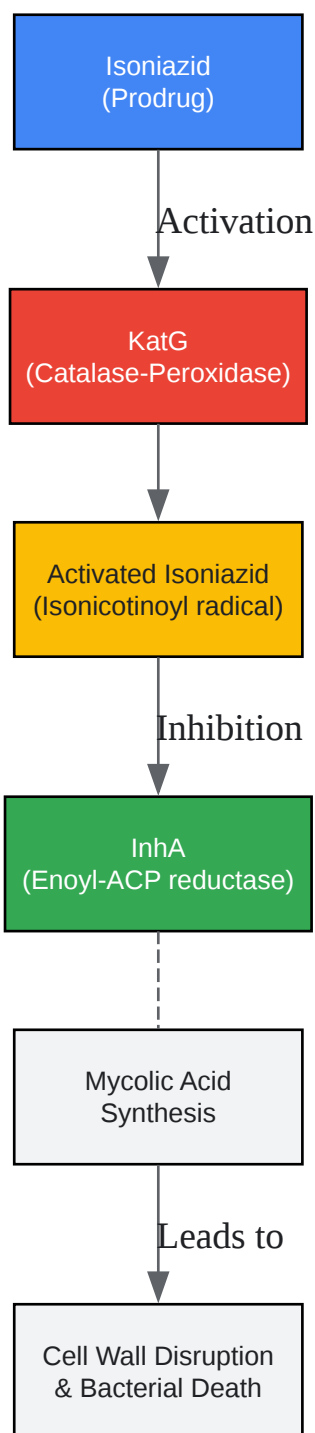 Isoniazid
(Prodrug)
Activation
KatG
(Catalase-Peroxidase)
Activated Isoniazid
(Isonicotinoyl radical)
Inhibition
InhA
(Enoyl-ACP reductase)
Mycolic Acid
Synthesis
Leads to
Cell Wall Disruption
& Bacterial Death